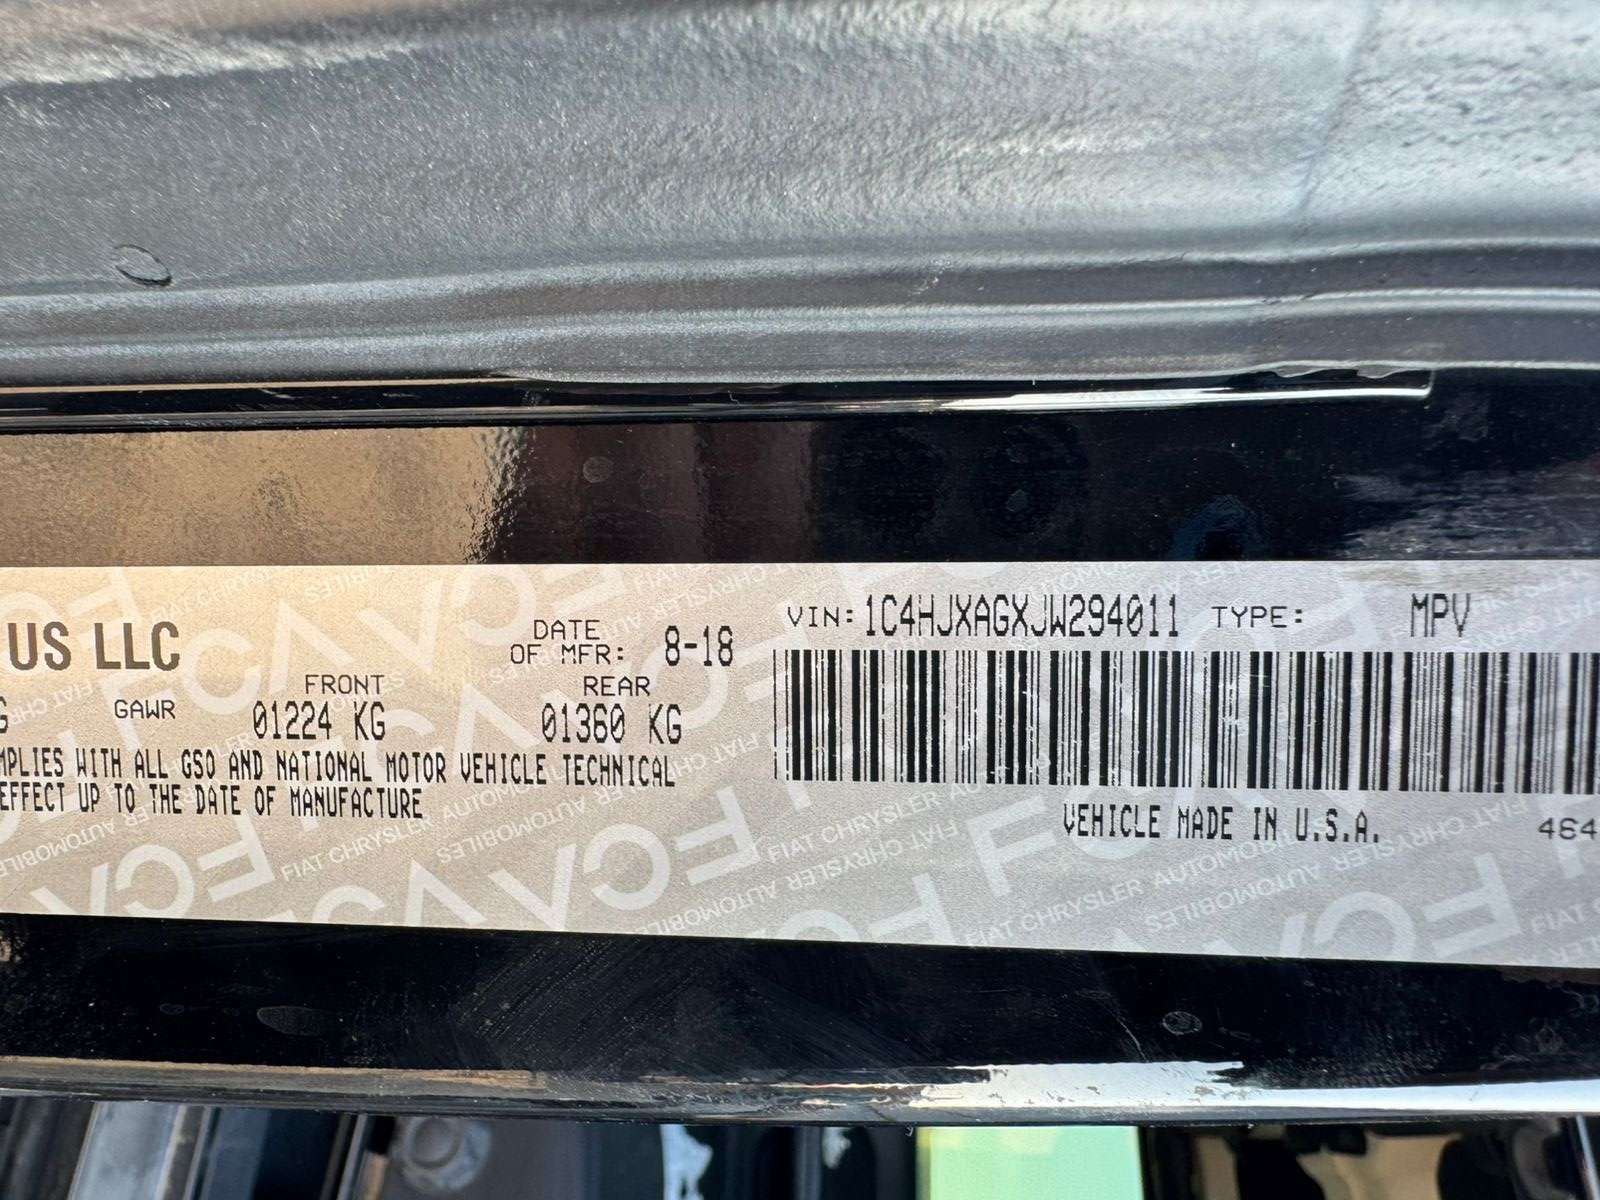 US LLC
DATE
OF MFR: 8-18
VIN: 1C4HJXAGXJW294011 TYPE: MPV
FRONT REAR
G GAWR 01224 KG 01360 KG
MPLIES WITH ALL GSO AND NATIONAL MOTOR VEHICLE TECHNICAL
EFFECT UP TO THE DATE OF MANUFACTURE
VEHICLE MADE IN U.S.A.
464
FCA
FIAT CHRYSLER AUTOMOBILES